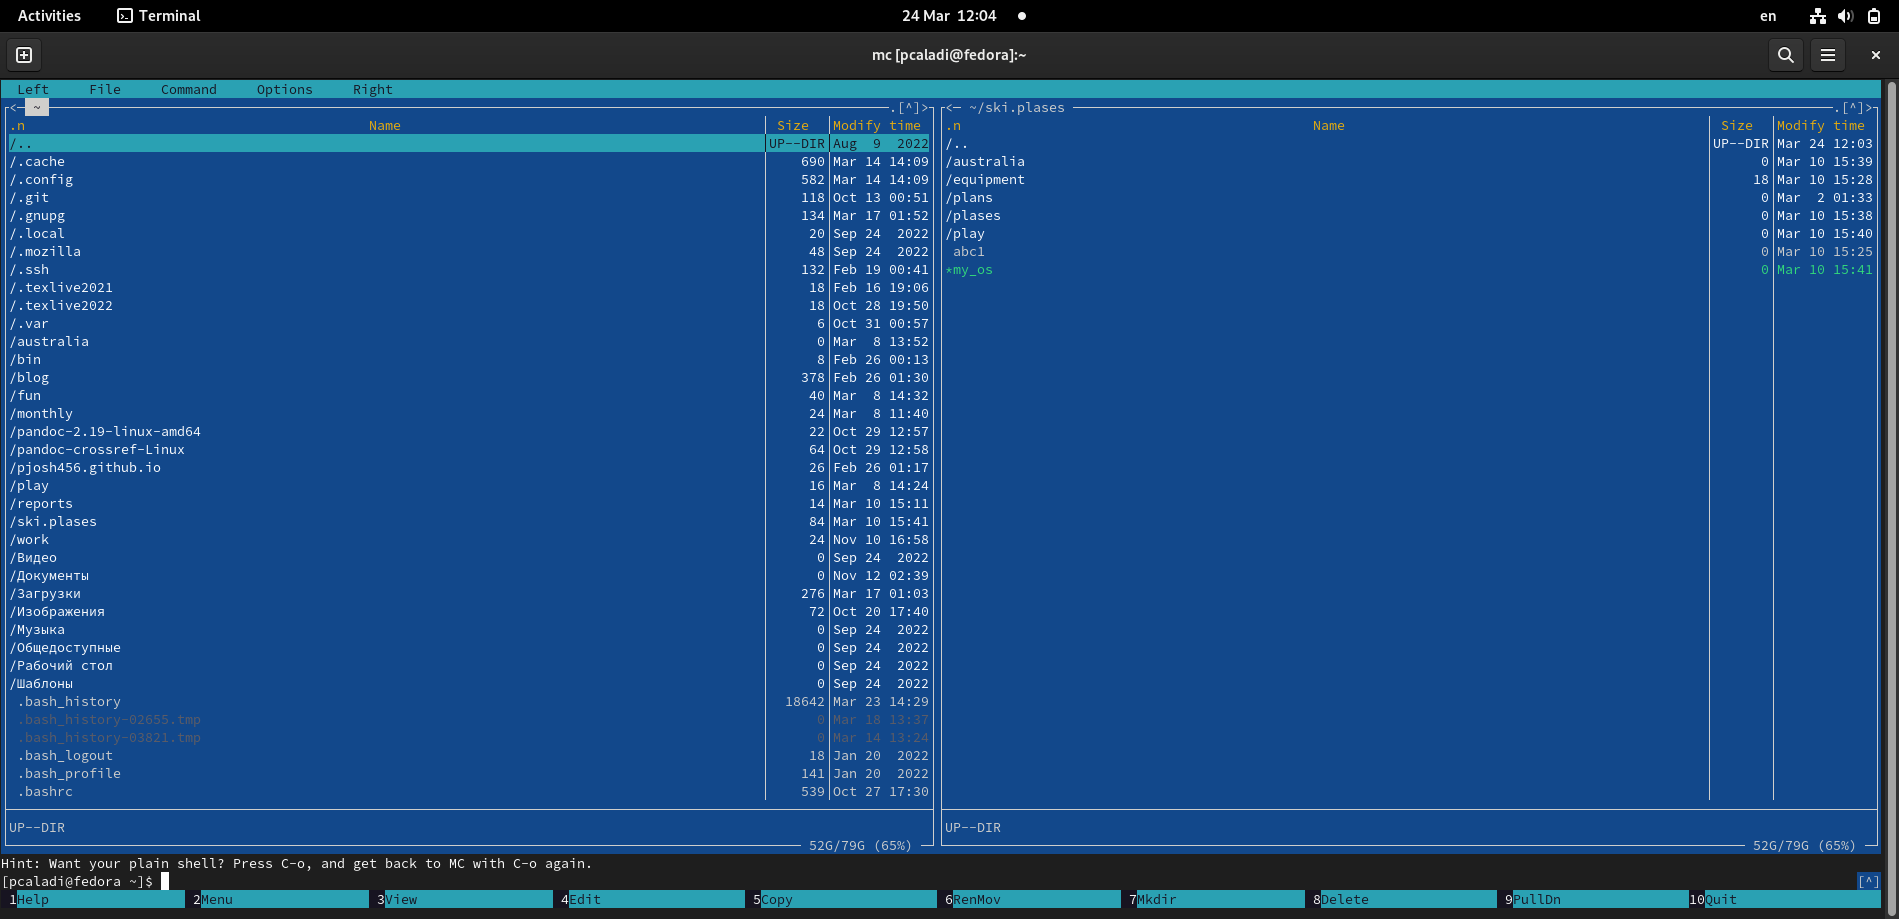 Activities Terminal 24 Mar 12:04 en
mc [pcaladi@fedora]:~
Left File Command Options Right
<─ ~ .[^]> <─ ~/ski.plases .[^]>
.n Name Size Modify time .n Name Size Modify time
/.. UP--DIR Aug 9 2022 /.. UP--DIR Mar 24 12:03
/.cache 690 Mar 14 14:09 /australia 0 Mar 10 15:39
/.config 582 Mar 14 14:09 /equipment 18 Mar 10 15:28
/.git 118 Oct 13 00:51 /plans 0 Mar 2 01:33
/.gnupg 134 Mar 17 01:52 /plases 0 Mar 10 15:38
/.local 20 Sep 24 2022 /play 0 Mar 10 15:40
/.mozilla 48 Sep 24 2022 abc1 0 Mar 10 15:25
/.ssh 132 Feb 19 00:41 *my_os 0 Mar 10 15:41
/.texlive2021 18 Feb 16 19:06
/.texlive2022 18 Oct 28 19:50
/.var 6 Oct 31 00:57
/australia 0 Mar 8 13:52
/bin 8 Feb 26 00:13
/blog 378 Feb 26 01:30
/fun 40 Mar 8 14:32
/monthly 24 Mar 8 11:40
/pandoc-2.19-linux-amd64 22 Oct 29 12:57
/pandoc-crossref-Linux 64 Oct 29 12:58
/pjosh456.github.io 26 Feb 26 01:17
/play 16 Mar 8 14:24
/reports 14 Mar 10 15:11
/ski.plases 84 Mar 10 15:41
/work 24 Nov 10 16:58
/Видео 0 Sep 24 2022
/Документы 0 Nov 12 02:39
/Загрузки 276 Mar 17 01:03
/Изображения 72 Oct 20 17:40
/Музыка 0 Sep 24 2022
/Общедоступные 0 Sep 24 2022
/Рабочий стол 0 Sep 24 2022
/Шаблоны 0 Sep 24 2022
.bash_history 18642 Mar 23 14:29
.bash_history-02655.tmp 0 Mar 18 13:37
.bash_history-03821.tmp 0 Mar 14 13:24
.bash_logout 18 Jan 20 2022
.bash_profile 141 Jan 20 2022
.bashrc 539 Oct 27 17:30
UP--DIR UP--DIR
52G/79G (65%) 52G/79G (65%)
Hint: Want your plain shell? Press C-o, and get back to MC with C-o again.
[pcaladi@fedora ~]$ [^]
1Help 2Menu 3View 4Edit 5Copy 6RenMov 7Mkdir 8Delete 9PullDn 10Quit